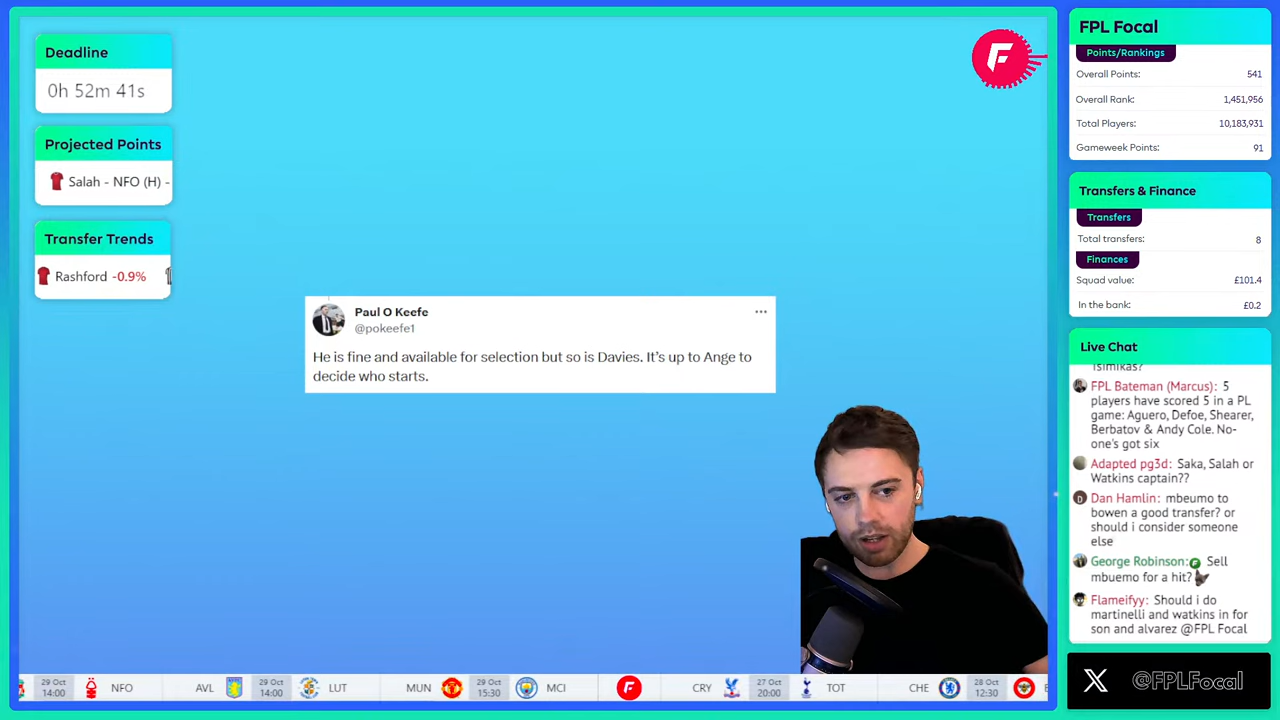 Deadline
0h 52m 41s
Projected Points
Salah - NFO (H) -
Transfer Trends
Rashford -0.9%
F
Paul O Keefe
@pokeefe1
He is fine and available for selection but so is Davies. It's up to Ange to
decide who starts.
FPL Focal
Points/Rankings
Overall Points: 541
Overall Rank: 1,451,956
Total Players: 10,183,931
Gameweek Points: 91
Transfers & Finance
Transfers
Total transfers: 8
Finances
Squad value: £101.4
In the bank: £0.2
Live Chat
Tsimikas?
FPL Bateman (Marcus): 5
players have scored 5 in a PL
game: Aguero, Defoe, Shearer,
Berbatov & Andy Cole. No-
one's got six
Adapted pg3d: Saka, Salah or
Watkins captain??
Dan Hamlin: mbeumo to
bowen a good transfer? or
should i consider someone
else
George Robinson: Sell
mbuemo for a hit?
Flameifyy: Should i do
martinelli and watkins in for
son and alvarez @FPL Focal
X @FPLFocal
29 Oct 14:00 NFO AVL 29 Oct 14:00 LUT MUN 29 Oct 15:30 MCI F CRY 27 Oct 20:00 TOT CHE 28 Oct 12:30